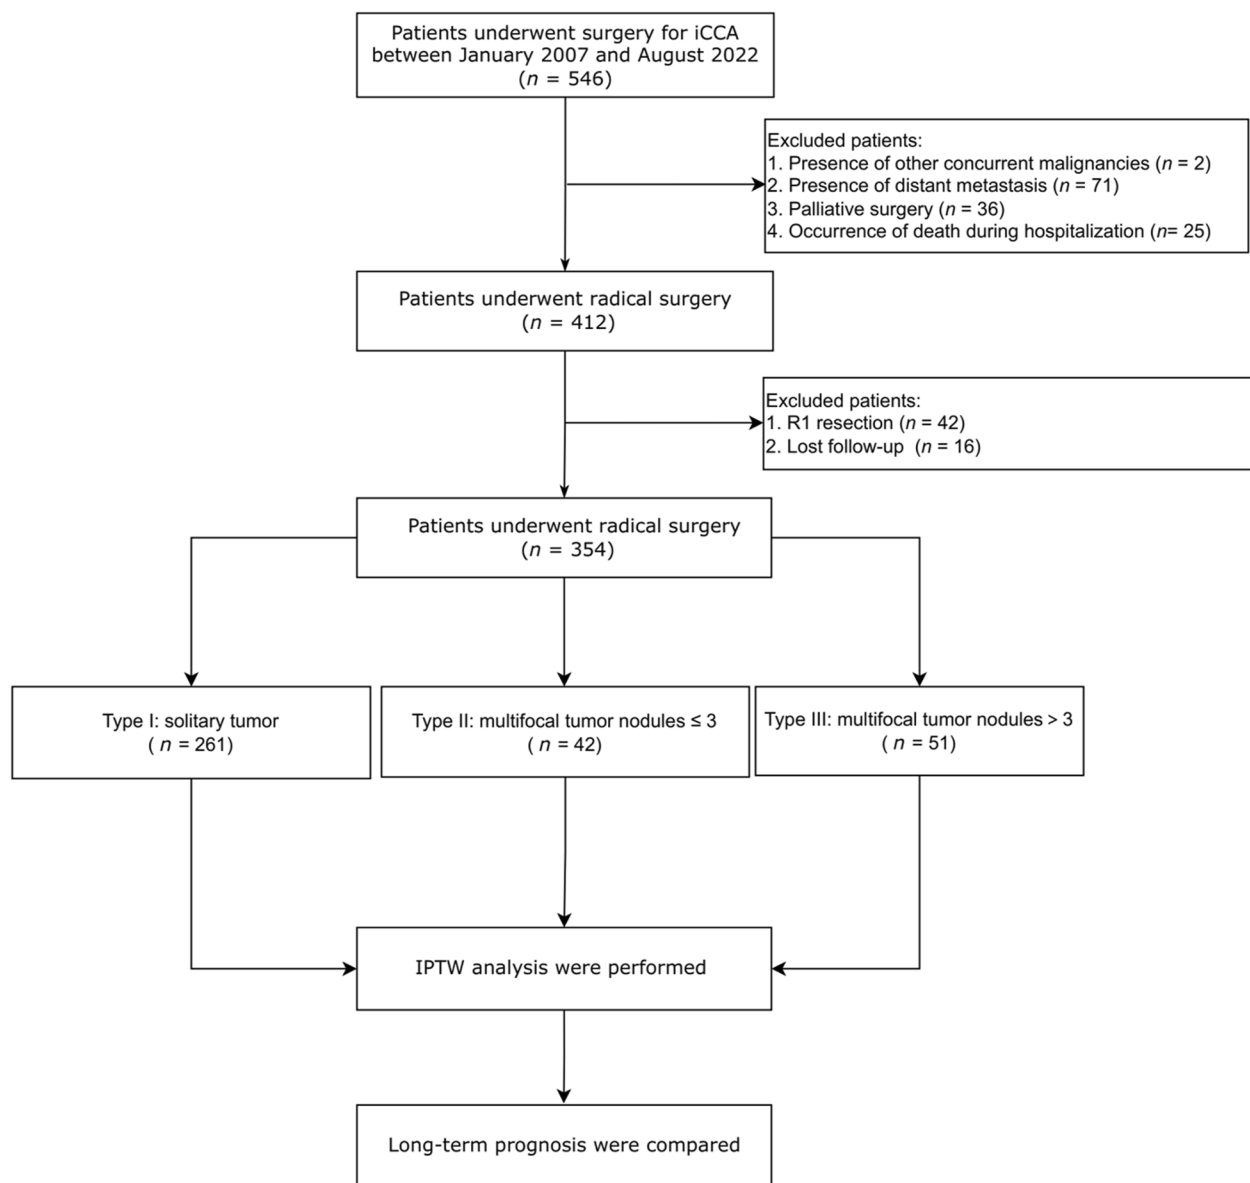 Patients underwent surgery for iCCA
between January 2007 and August 2022
(n = 546)
Excluded patients:
1. Presence of other concurrent malignancies (n = 2)
2. Presence of distant metastasis (n = 71)
3. Palliative surgery (n = 36)
4. Occurrence of death during hospitalization (n= 25)
Patients underwent radical surgery
(n = 412)
Excluded patients:
1. R1 resection (n = 42)
2. Lost follow-up (n = 16)
Patients underwent radical surgery
(n = 354)
Type I: solitary tumor
( n = 261)
Type II: multifocal tumor nodules ≤ 3
( n = 42)
Type III: multifocal tumor nodules > 3
( n = 51)
IPTW analysis were performed
Long-term prognosis were compared